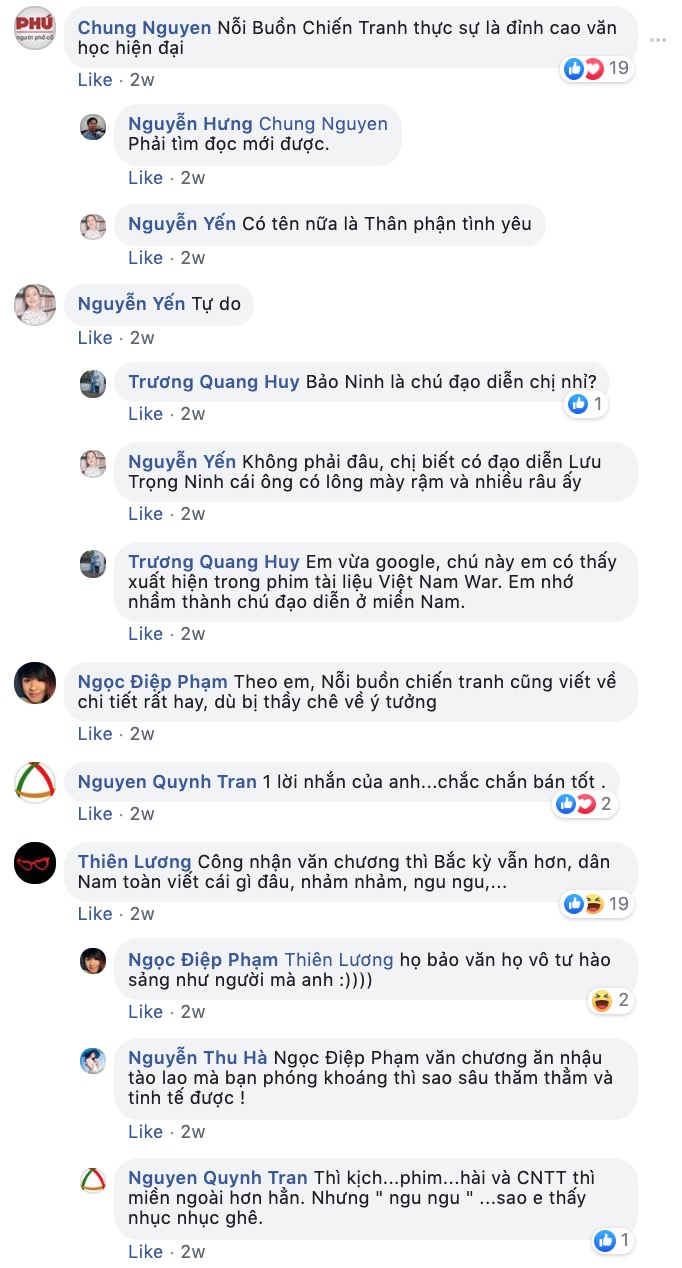 PHÚ
người phố cổ
Chung Nguyen Nỗi Buồn Chiến Tranh thực sự là đỉnh cao văn
học hiện đại
19
Like · 2w
Nguyễn Hưng Chung Nguyen
Phải tìm đọc mới được.
Like · 2w
Nguyễn Yến Có tên nữa là Thân phận tình yêu
Like · 2w
Nguyễn Yến Tự do
Like · 2w
Trương Quang Huy Bảo Ninh là chú đạo diễn chị nhỉ?
1
Like · 2w
Nguyễn Yến Không phải đâu, chị biết có đạo diễn Lưu
Trọng Ninh cái ông có lông mày rậm và nhiều râu ấy
Like · 2w
Trương Quang Huy Em vừa google, chú này em có thấy
xuất hiện trong phim tài liệu Việt Nam War. Em nhớ
nhầm thành chú đạo diễn ở miền Nam.
Like · 2w
Ngọc Điệp Phạm Theo em, Nỗi buồn chiến tranh cũng viết về
chi tiết rất hay, dù bị thầy chê về ý tưởng
Like · 2w
Nguyen Quynh Tran 1 lời nhắn của anh...chắc chắn bán tốt .
2
Like · 2w
Thiên Lương Công nhận văn chương thì Bắc kỳ vẫn hơn, dân
Nam toàn viết cái gì đâu, nhảm nhảm, ngu ngu,...
19
Like · 2w
Ngọc Điệp Phạm Thiên Lương họ bảo văn họ vô tư hào
sảng như người mà anh :))))
2
Like · 2w
Nguyễn Thu Hà Ngọc Điệp Phạm văn chương ăn nhậu
tào lao mà bạn phóng khoáng thì sao sâu thăm thẳm và
tinh tế được !
Like · 2w
Nguyen Quynh Tran Thì kịch...phim...hài và CNTT thì
miền ngoài hơn hẳn. Nhưng " ngu ngu " ...sao e thấy
nhục nhục ghê.
1
Like · 2w